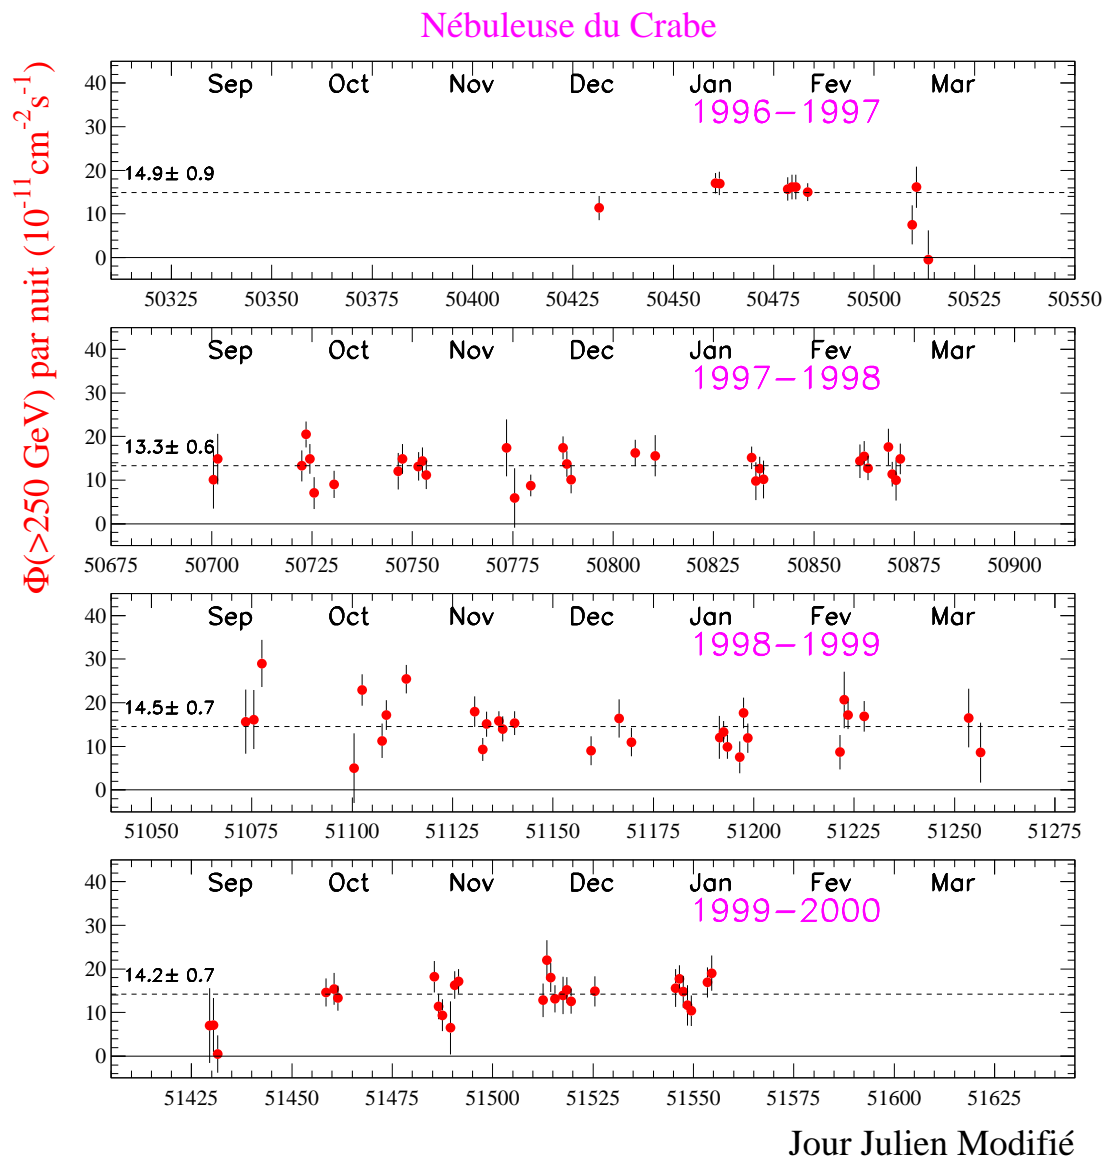 Nébuleuse du Crabe
Φ(>250 GeV) par nuit (10⁻¹¹cm⁻²s⁻¹)
Sep Oct Nov Dec Jan Fev Mar
1996-1997
40
30
20
10
0
14.9± 0.9
50325 50350 50375 50400 50425 50450 50475 50500 50525 50550
Sep Oct Nov Dec Jan Fev Mar
1997-1998
40
30
20
10
0
13.3± 0.6
50675 50700 50725 50750 50775 50800 50825 50850 50875 50900
Sep Oct Nov Dec Jan Fev Mar
1998-1999
40
30
20
10
0
14.5± 0.7
51050 51075 51100 51125 51150 51175 51200 51225 51250 51275
Sep Oct Nov Dec Jan Fev Mar
1999-2000
40
30
20
10
0
14.2± 0.7
51425 51450 51475 51500 51525 51550 51575 51600 51625
Jour Julien Modifié